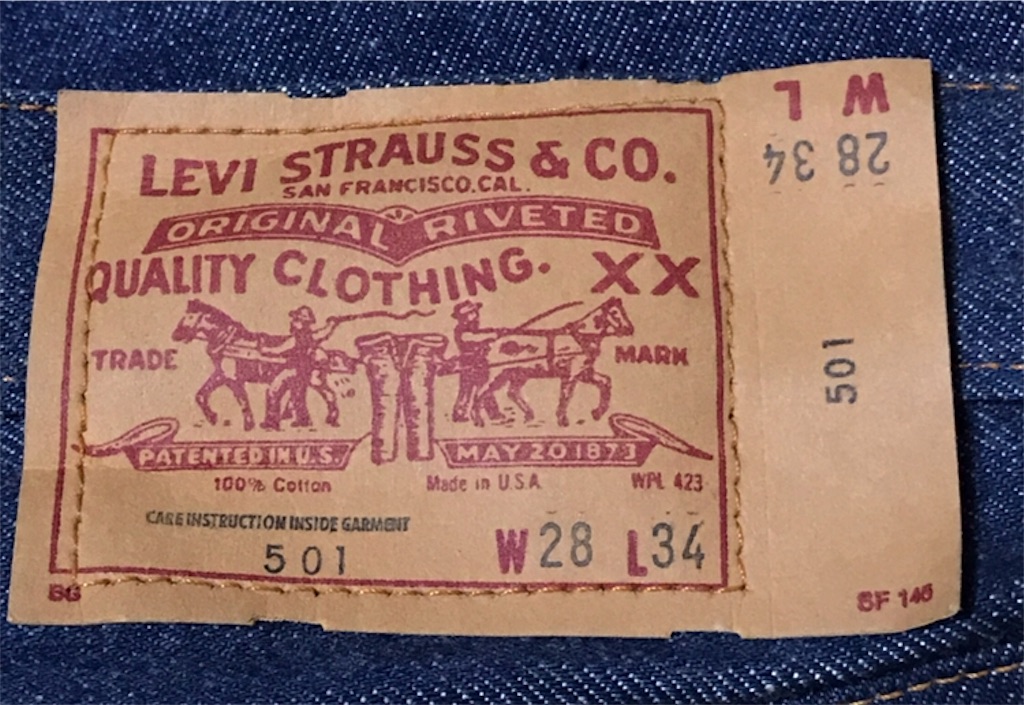 LEVI STRAUSS & CO.
SAN FRANCISCO, CAL.
ORIGINAL RIVETED
QUALITY CLOTHING. XX
TRADE MARK
PATENTED IN U.S. MAY 20 1873
100% Cotton Made in U.S.A. WPL 423
CARE INSTRUCTION INSIDE GARMENT
501 W28 L34
SF 146
W L
28 34
501